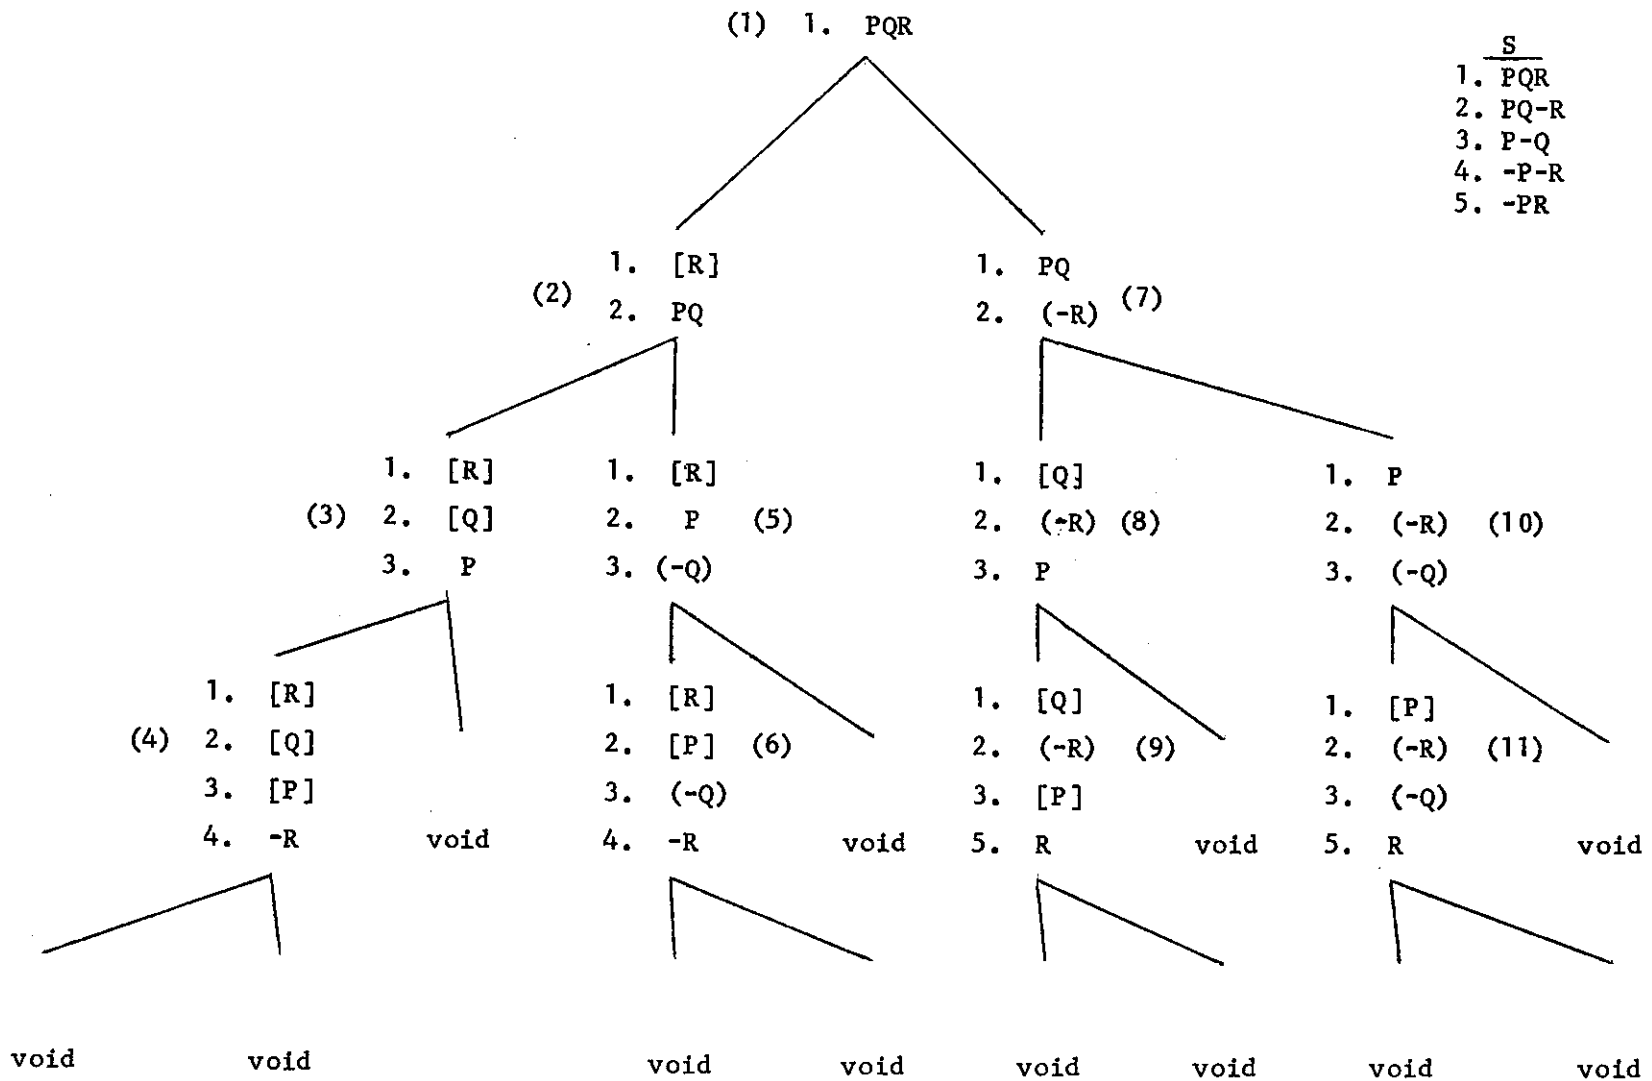 (1) 1. PQR
S
1. PQR
2. PQ-R
3. P-Q
4. -P-R
5. -PR
(2)
1. [R]
2. PQ
1. PQ
2. (-R)
(7)
1. [R]
(3) 2. [Q]
3. P
1. [R]
2. P (5)
3. (-Q)
1. [Q]
2. (-R) (8)
3. P
1. P
2. (-R) (10)
3. (-Q)
1. [R]
(4) 2. [Q]
3. [P]
4. -R
void
1. [R]
2. [P] (6)
3. (-Q)
4. -R
void
1. [Q]
2. (-R) (9)
3. [P]
5. R
void
1. [P]
2. (-R) (11)
3. (-Q)
5. R
void
void void void void void void void void